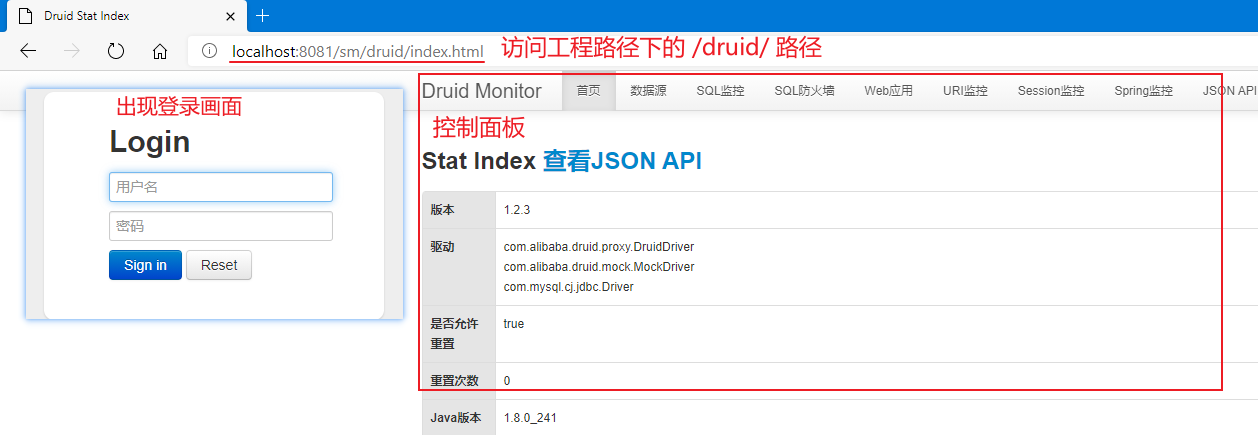 Druid Stat Index
localhost:8081/sm/druid/index.html
访问工程路径下的 /druid/ 路径
出现登录画面
Login
用户名
密码
Sign in
Reset
Druid Monitor
首页
数据源
SQL监控
SQL防火墙
Web应用
URI监控
Session监控
Spring监控
JSON API
控制面板
Stat Index 查看JSON API
版本
1.2.3
驱动
com.alibaba.druid.proxy.DruidDriver
com.alibaba.druid.mock.MockDriver
com.mysql.cj.jdbc.Driver
是否允许
重置
true
重置次数
0
Java版本
1.8.0_241